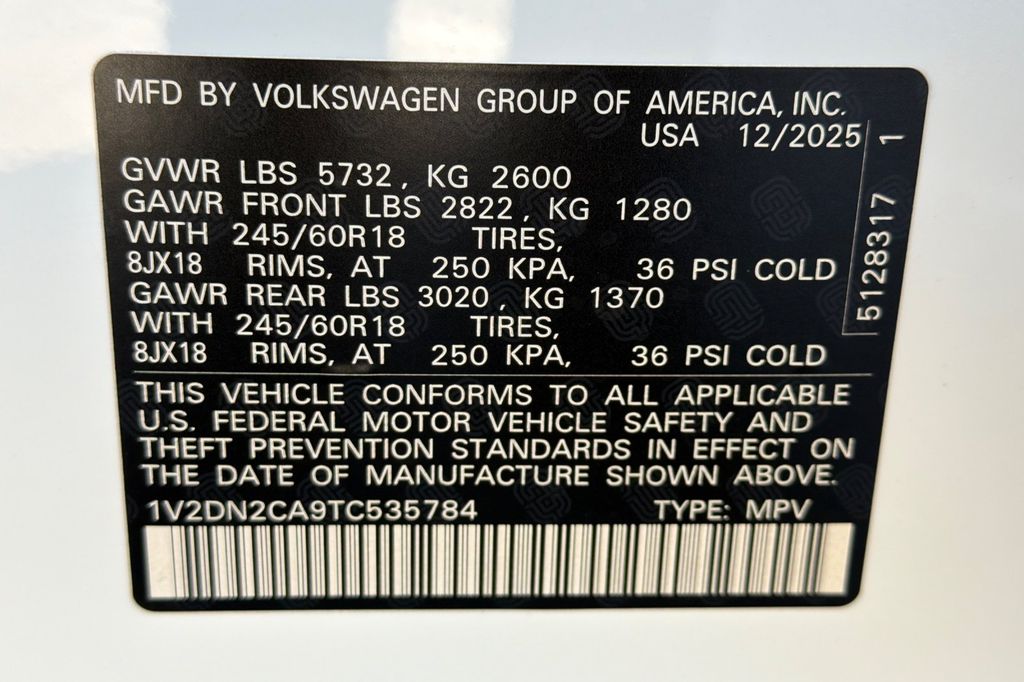 MFD BY VOLKSWAGEN GROUP OF AMERICA, INC.
USA 12/2025
GVWR LBS 5732, KG 2600
GAWR FRONT LBS 2822, KG 1280
WITH 245/60R18 TIRES,
8JX18 RIMS, AT 250 KPA, 36 PSI COLD
GAWR REAR LBS 3020, KG 1370
WITH 245/60R18 TIRES,
8JX18 RIMS, AT 250 KPA, 36 PSI COLD
5128317 1
THIS VEHICLE CONFORMS TO ALL APPLICABLE
U.S. FEDERAL MOTOR VEHICLE SAFETY AND
THEFT PREVENTION STANDARDS IN EFFECT ON
THE DATE OF MANUFACTURE SHOWN ABOVE.
1V2DN2CA9TC535784 TYPE: MPV